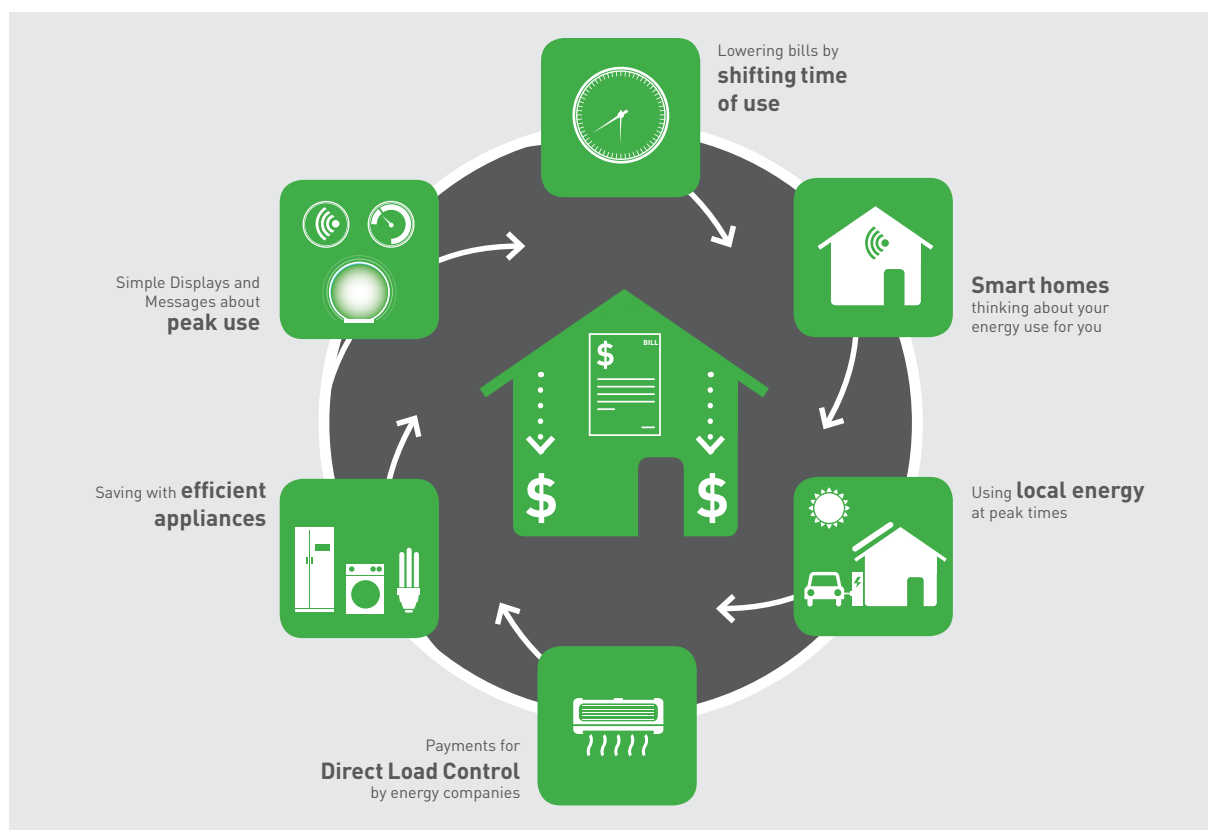 Lowering bills by
shifting time
of use
Smart homes
thinking about your
energy use for you
Using local energy
at peak times
Payments for
Direct Load Control
by energy companies
Saving with efficient
appliances
Simple Displays and
Messages about
peak use
$
BILL
$
$